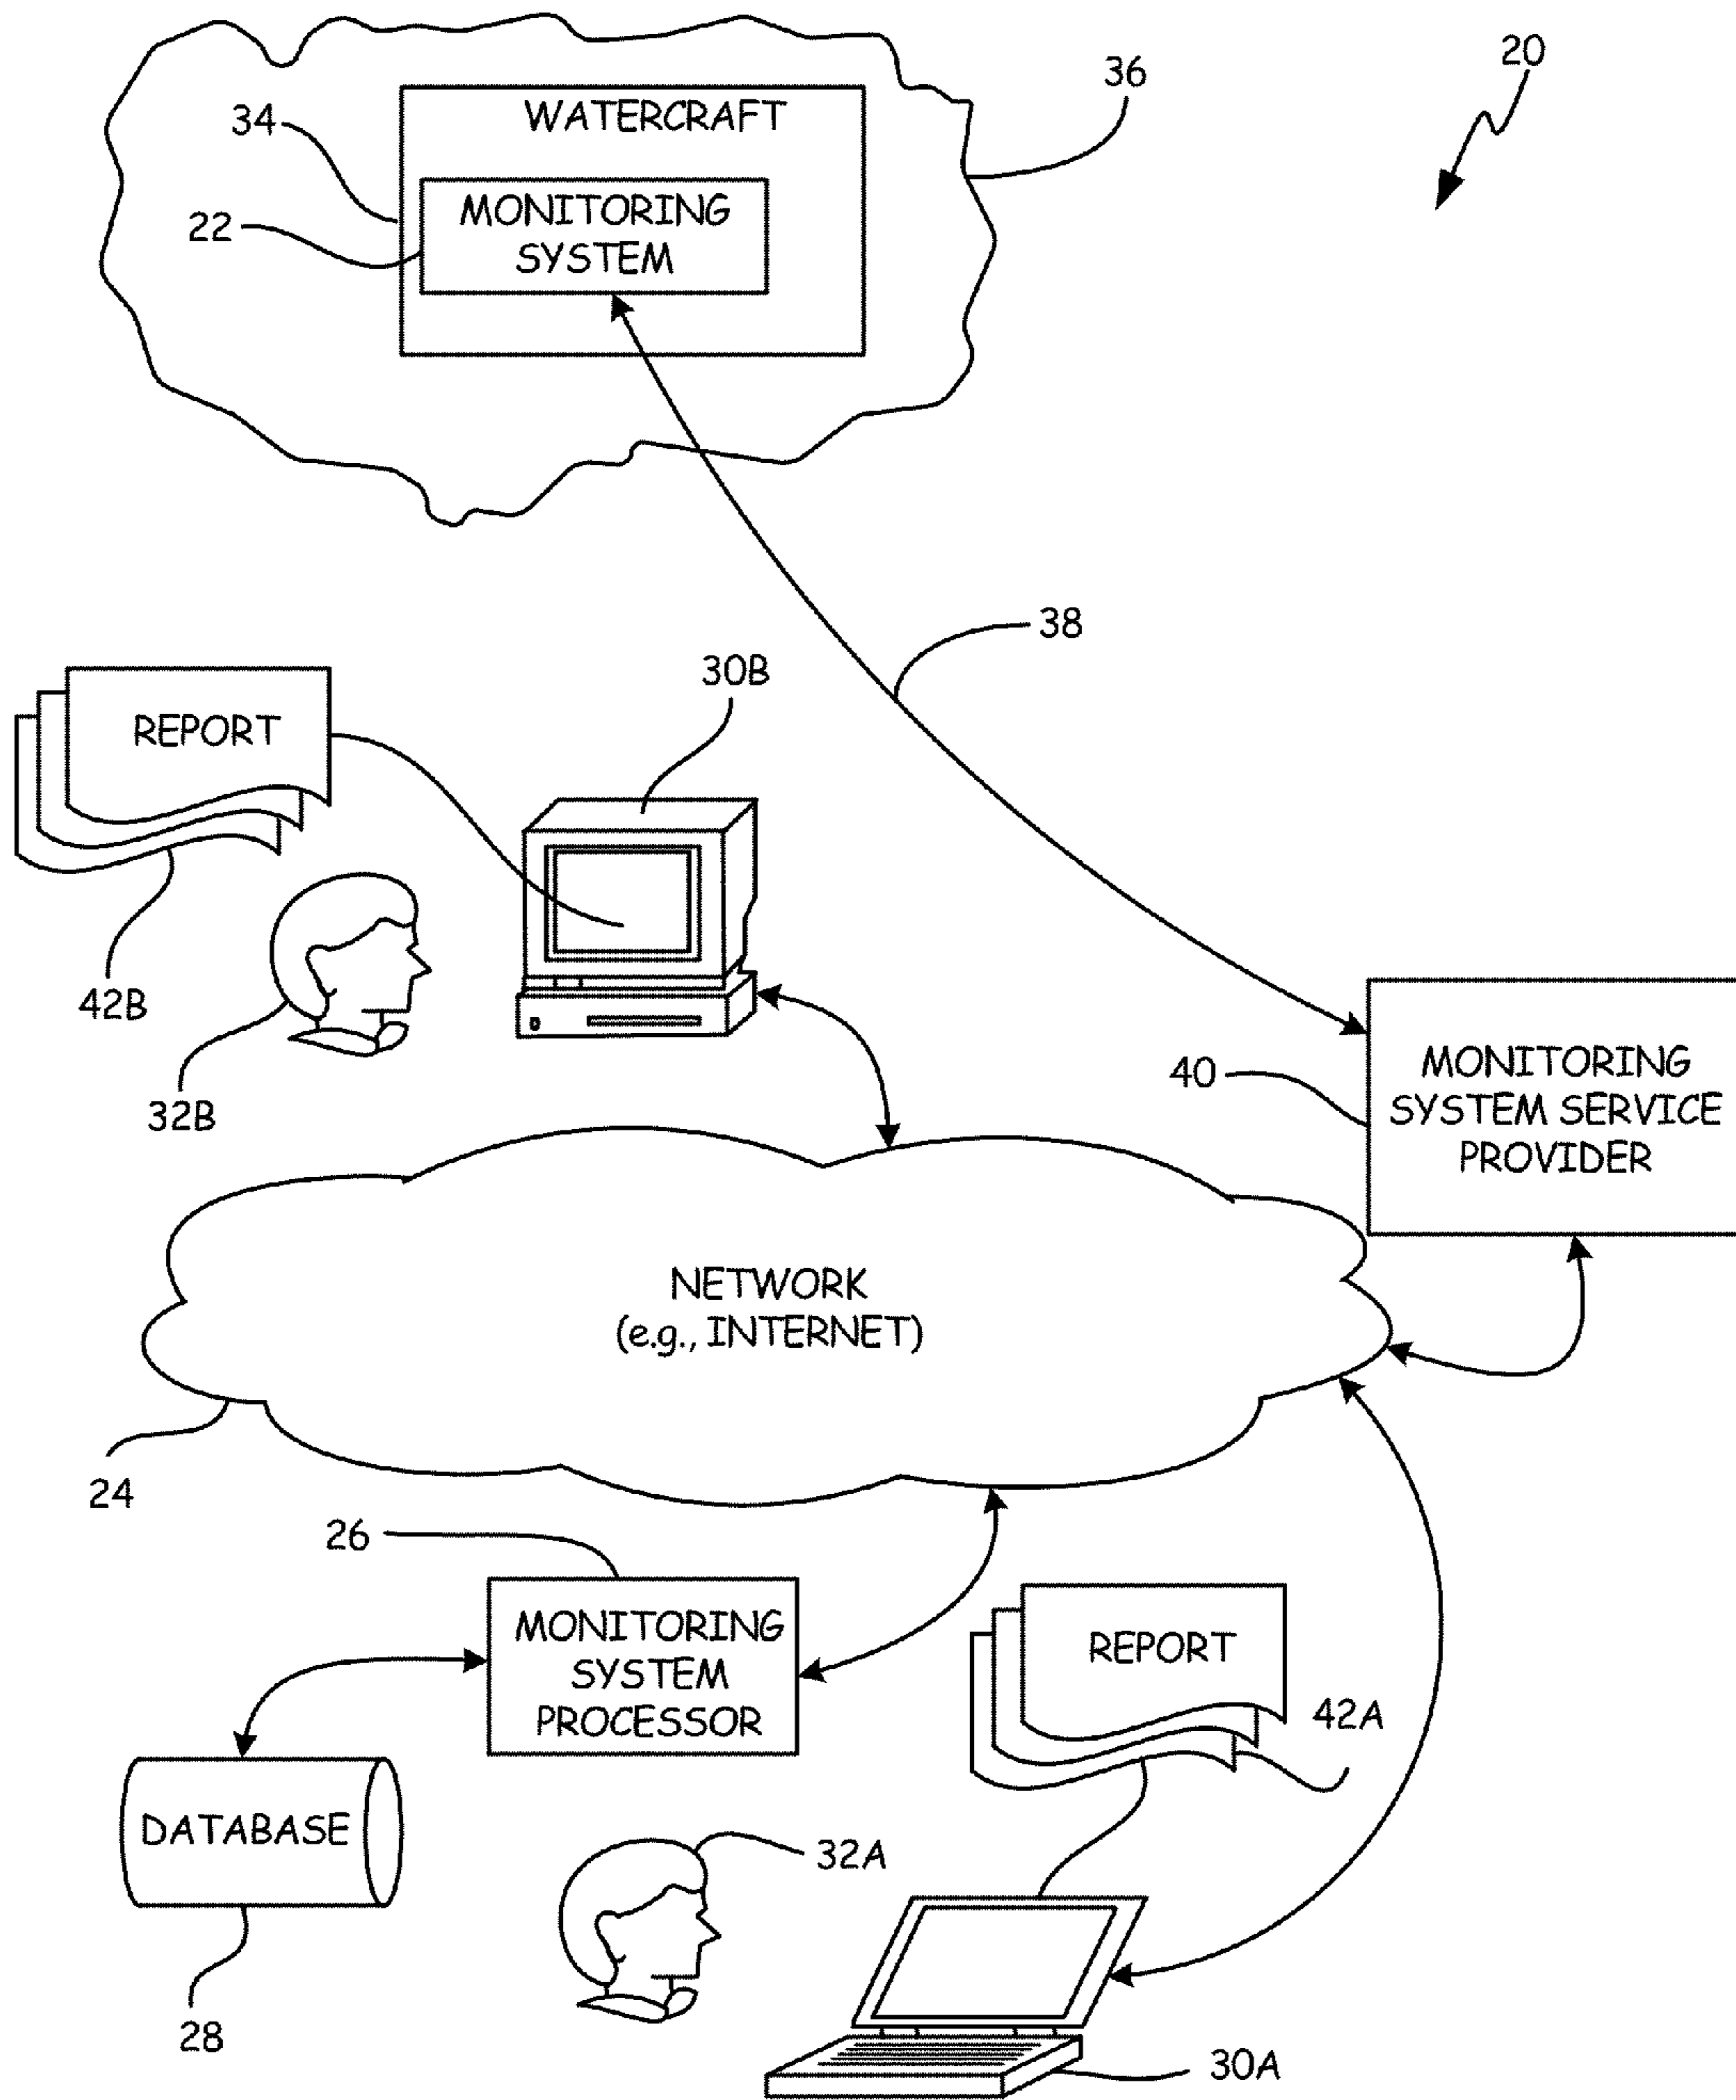 20
36
WATERCRAFT
34
MONITORING
SYSTEM
22
38
30B
REPORT
42B
32B
40
MONITORING
SYSTEM SERVICE
PROVIDER
NETWORK
(e.g., INTERNET)
24
26
MONITORING
SYSTEM
PROCESSOR
REPORT
42A
DATABASE
32A
28
30A